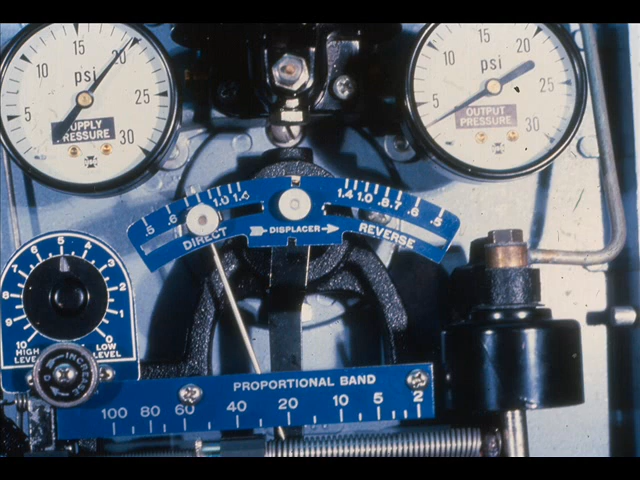 15
20
10
psi
5
25
SUPPLY
PRESSURE
30
15
20
10
psi
5
25
OUTPUT
PRESSURE
30
.5 .6 1.0 1.4
1.4 1.0 .8 .7 .6 .5
DIRECT
DISPLACER
REVERSE
5
6 4
3
8 2
9 1
10 0
HIGH LEVEL
LOW LEVEL
INCREASE
PROPORTIONAL BAND
100 80 60 40 20 10 5 2